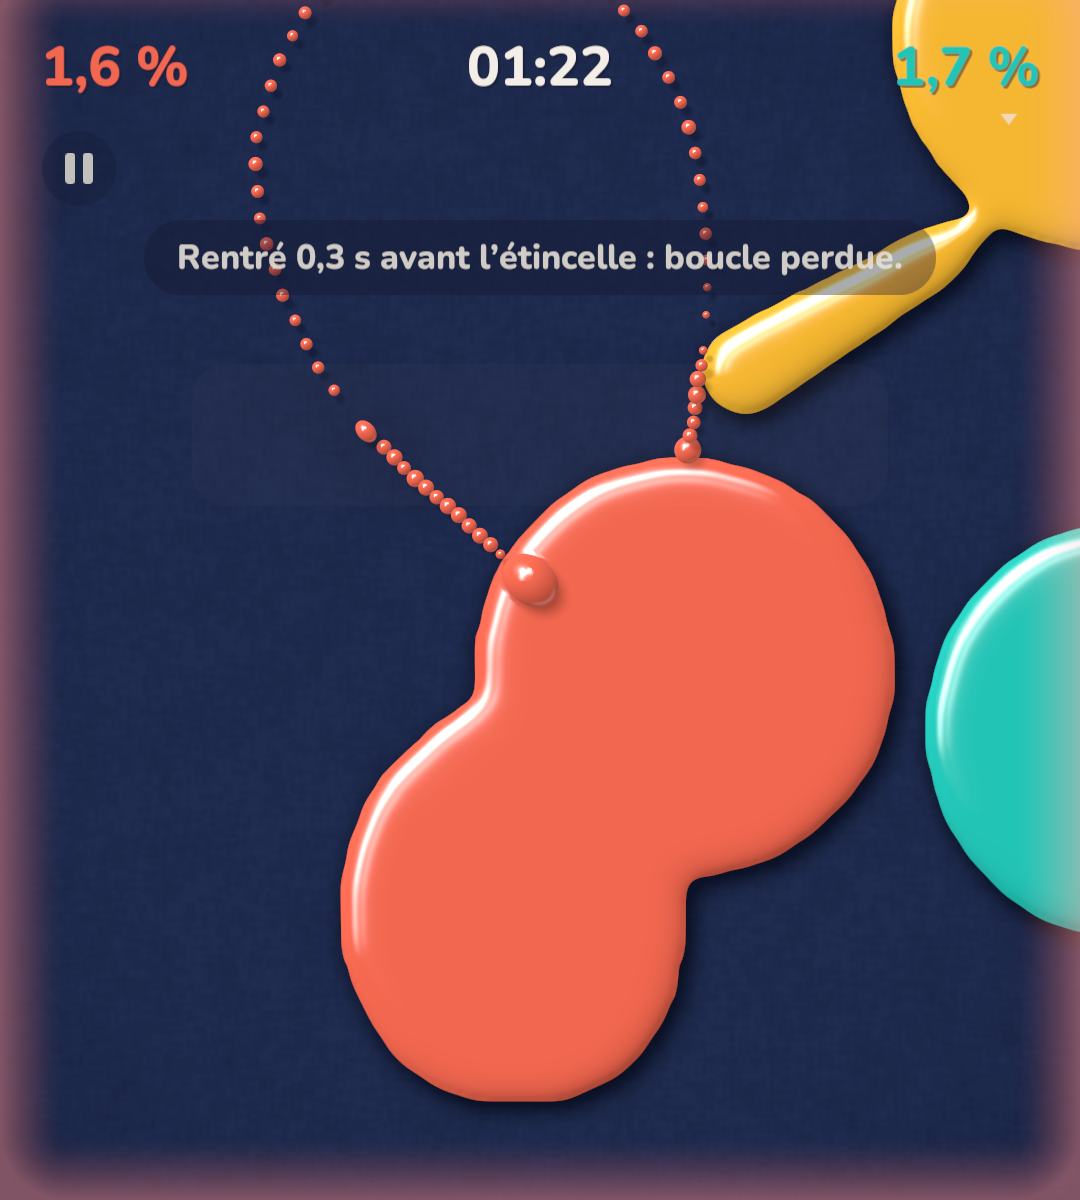 1,6 %
01:22
1,7 %
Rentré 0,3 s avant l’étincelle : boucle perdue.